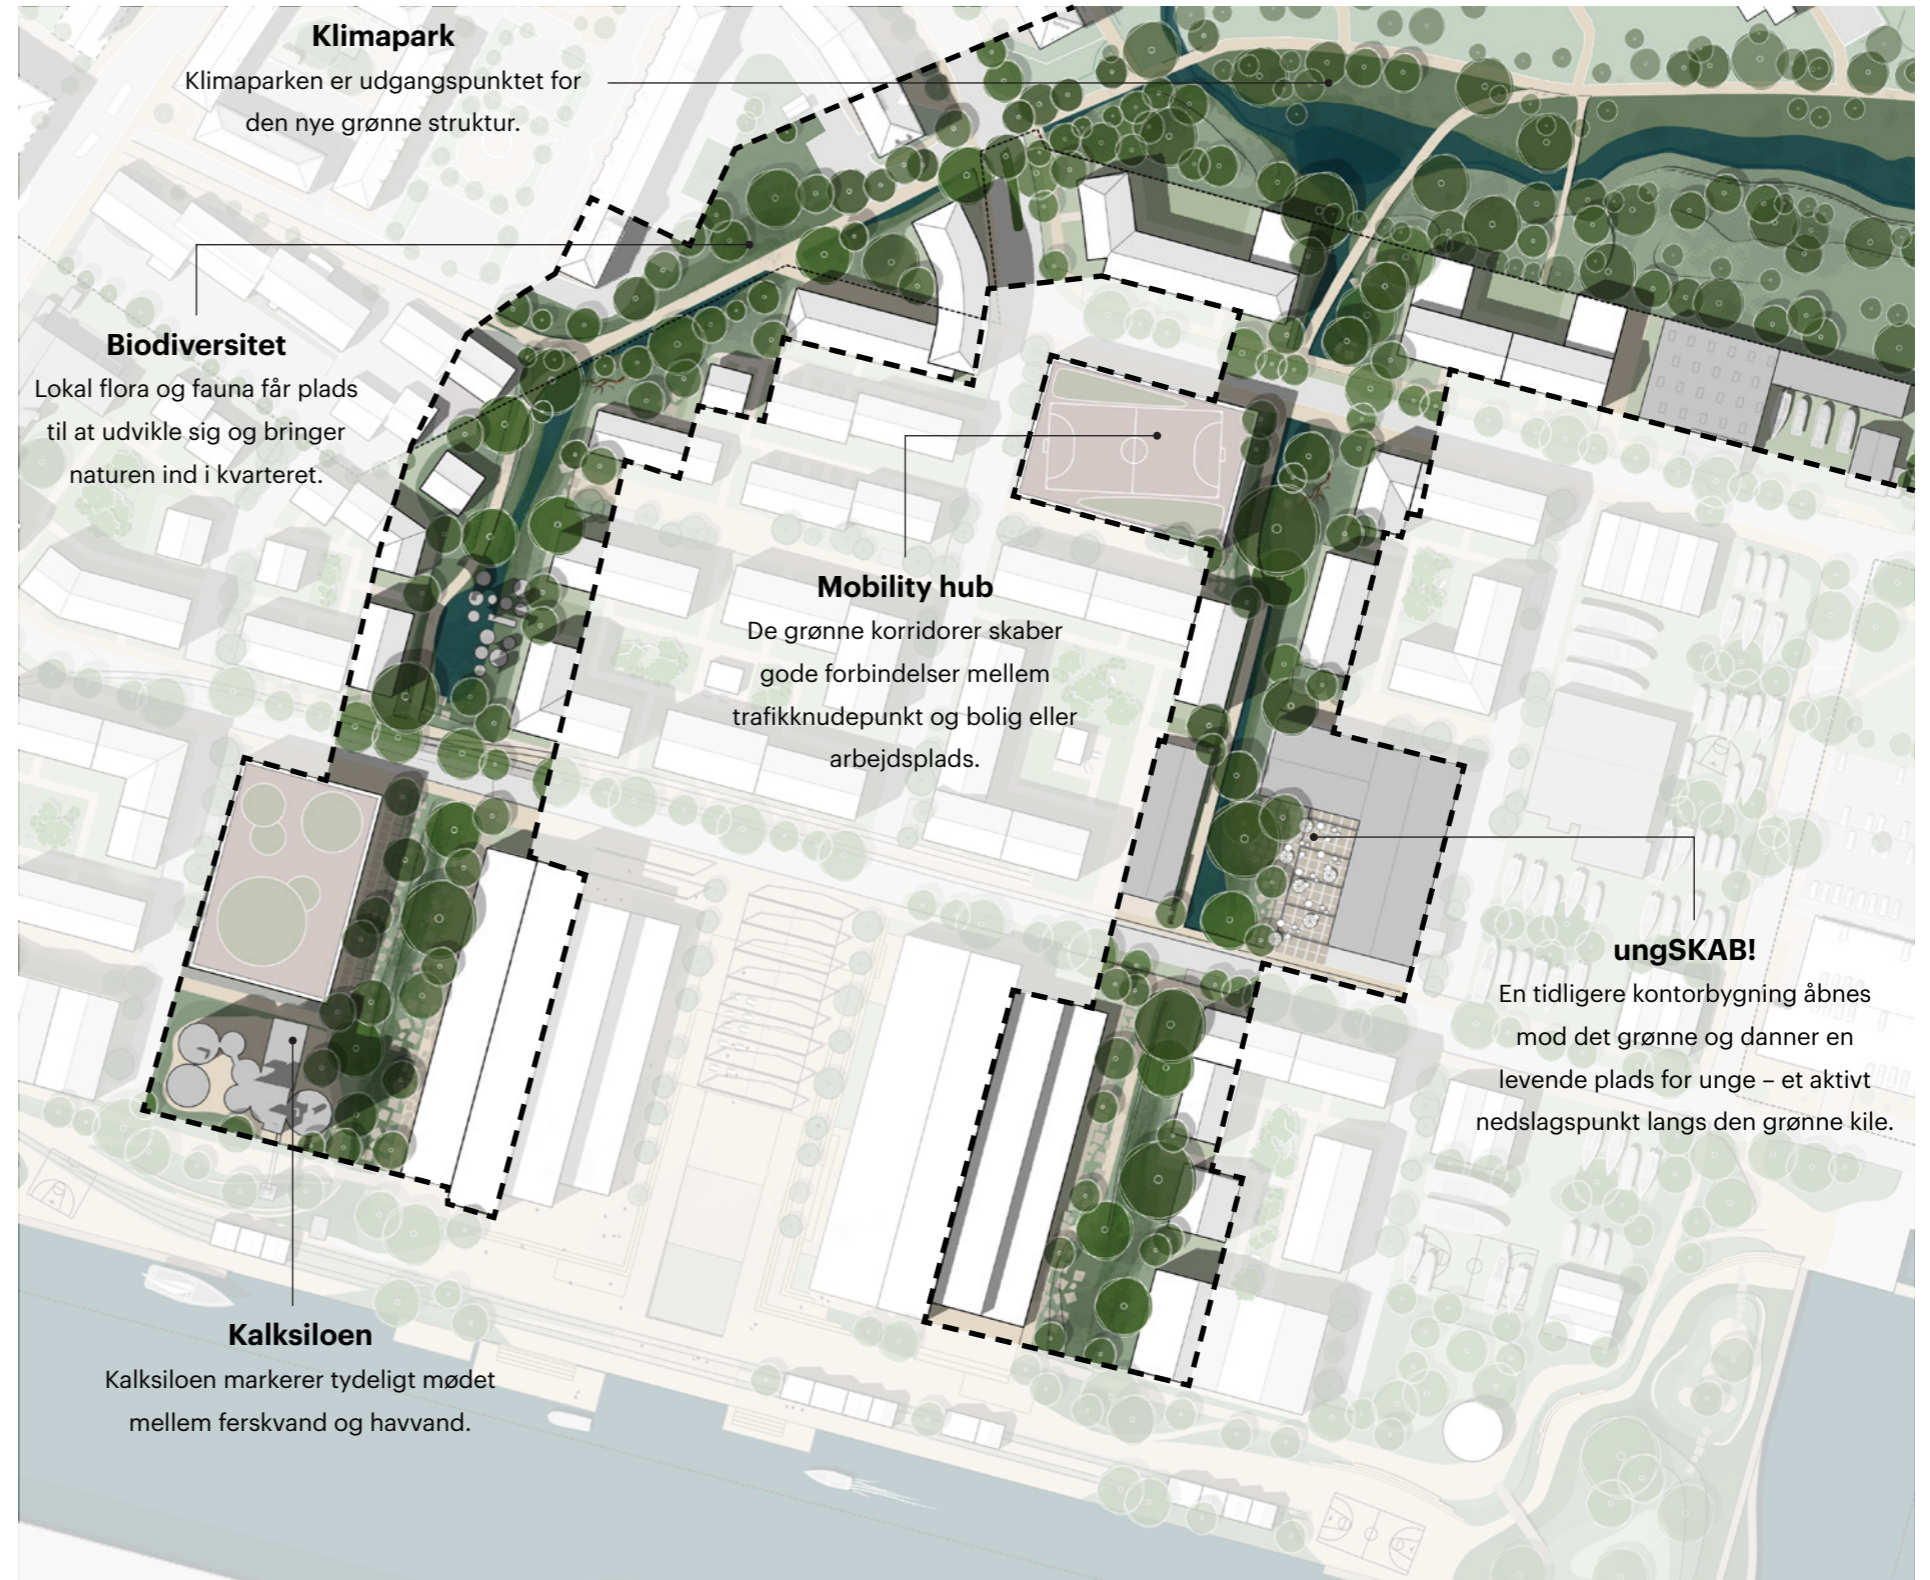 Klimapark
Klimaparken er udgangspunktet for
den nye grønne struktur.
Biodiversitet
Lokal flora og fauna får plads
til at udvikle sig og bringer
naturen ind i kvarteret.
Mobility hub
De grønne korridorer skaber
gode forbindelser mellem
trafikknudepunkt og bolig eller
arbejdsplads.
ungSKAB!
En tidligere kontorbygning åbnes
mod det grønne og danner en
levende plads for unge – et aktivt
nedslagspunkt langs den grønne kile.
Kalksiloen
Kalksiloen markerer tydeligt mødet
mellem ferskvand og havvand.